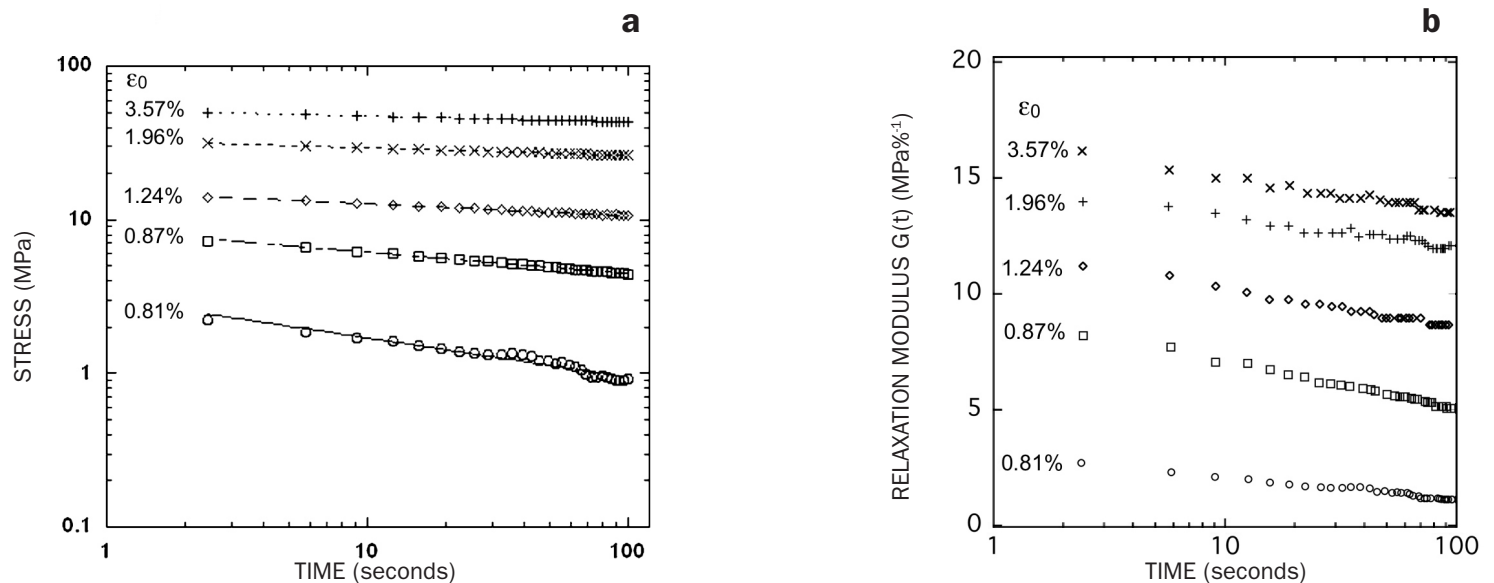 a
100
ε0
3.57%
1.96%
1.24%
10
0.87%
0.81%
1
0.1
1 10 100
STRESS (MPa)
TIME (seconds)
b
20
ε0
3.57%
15
1.96%
1.24%
10
0.87%
5
0.81%
0
1 10 100
RELAXATION MODULUS G(t) (MPa%-1)
TIME (seconds)